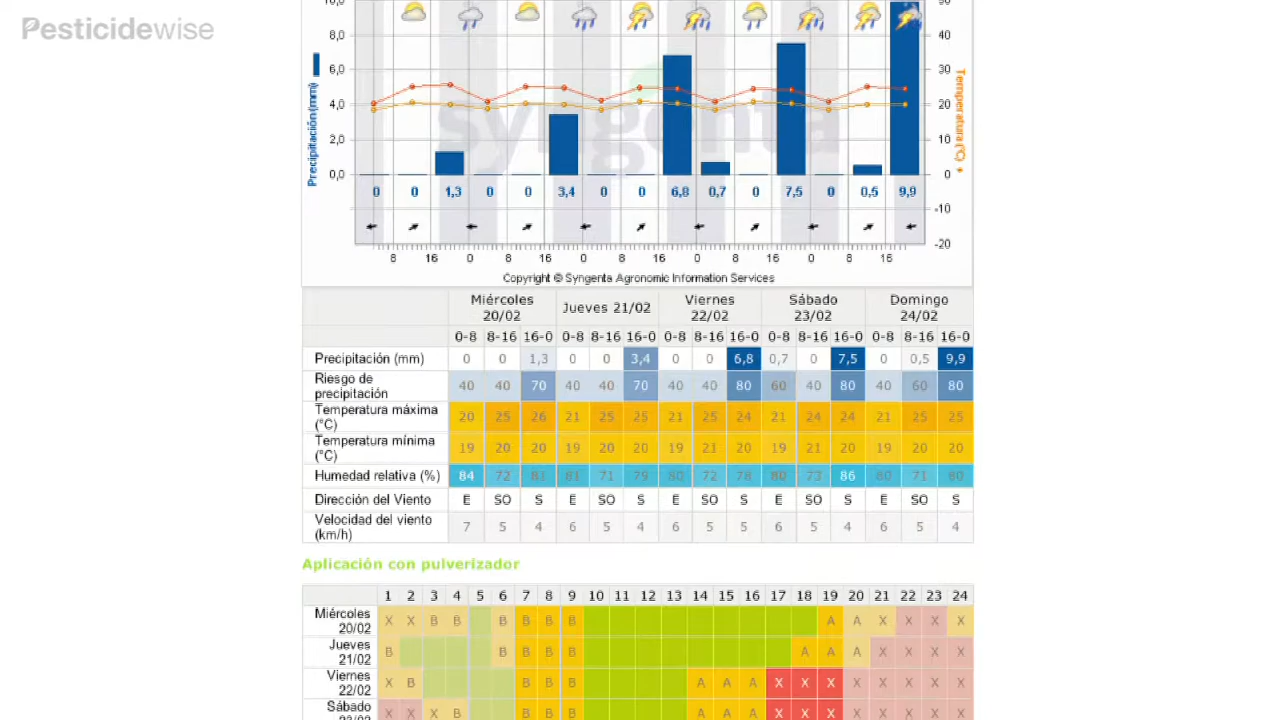 Pesticidewise
10,0
50
8,0
40
6,0
30
4,0
20
2,0
10
0,0
0
Precipitación (mm)
Temperatura (°C)
syngenta
0 0 1,3 0 0 3,4 0 0 6,8 0,7 0 7,5 0 0,5 9,9
-10
-20
8 16 0 8 16 0 8 16 0 8 16 0 8 16
Copyright © Syngenta Agronomic Information Services
Miércoles 20/02 Jueves 21/02 Viernes 22/02 Sábado 23/02 Domingo 24/02
0-8 8-16 16-0 0-8 8-16 16-0 0-8 8-16 16-0 0-8 8-16 16-0 0-8 8-16 16-0
Precipitación (mm) 0 0 1,3 0 0 3,4 0 0 6,8 0,7 0 7,5 0 0,5 9,9
Riesgo de precipitación 40 40 70 40 40 70 40 40 80 60 40 80 40 60 80
Temperatura máxima (°C) 20 25 26 21 25 25 21 25 24 21 24 24 21 25 25
Temperatura mínima (°C) 19 20 20 19 20 20 19 21 20 19 21 20 19 20 20
Humedad relativa (%) 84 72 81 81 71 79 80 72 78 80 73 86 80 71 80
Dirección del Viento E SO S E SO S E SO S E SO S E SO S
Velocidad del viento (km/h) 7 5 4 6 5 4 6 5 5 6 5 4 6 5 4
Aplicación con pulverizador
1 2 3 4 5 6 7 8 9 10 11 12 13 14 15 16 17 18 19 20 21 22 23 24
Miércoles 20/02 X X B B B B B B A A X X X X
Jueves 21/02 B B B B B A A A X X X X
Viernes 22/02 X B B B B A A A X X X X X X X X
Sábado 23/02 X X X B B B B A A A X X X X X X X X